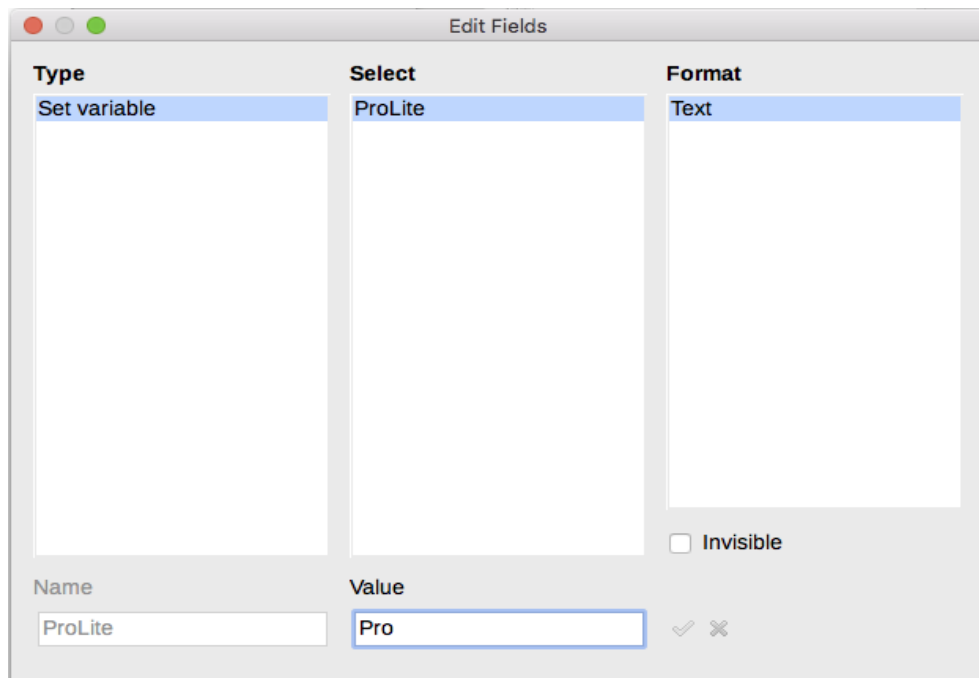 Edit Fields
Type Select Format
Set variable ProLite Text
Invisible
Name Value
ProLite Pro